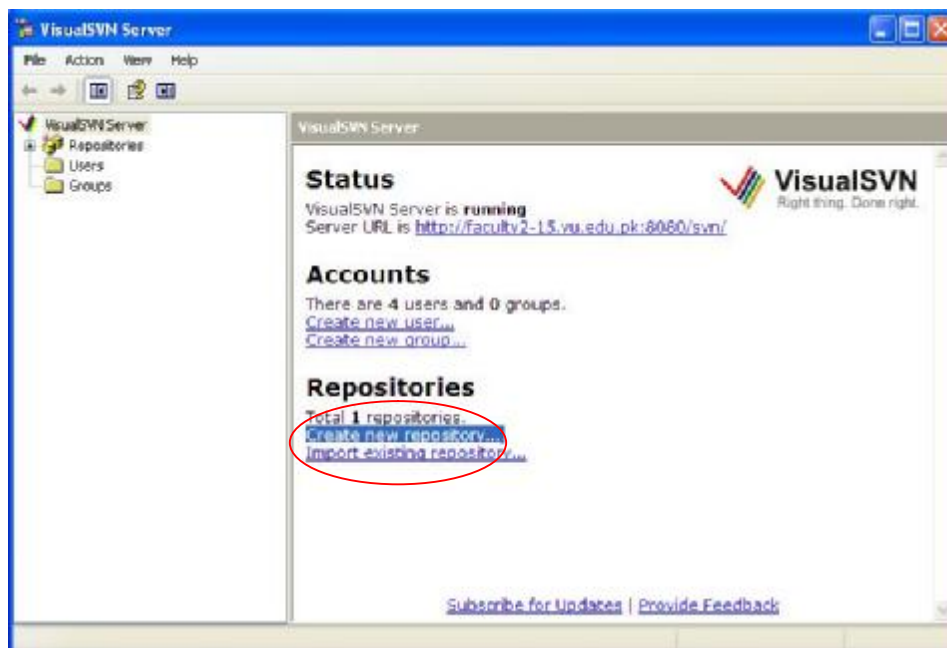 VisualSVN Server
File Action View Help
VisualSVN Server
Repositories
Users
Groups
VisualSVN Server
Status
VisualSVN Server is running
Server URL is http://faculty2-15.vu.edu.pk:8080/svn/
VisualSVN
Right thing. Done right.
Accounts
There are 4 users and 0 groups.
Create new user...
Create new group...
Repositories
Total 1 repositories.
Create new repository...
Import existing repository...
Subscribe for Updates | Provide Feedback